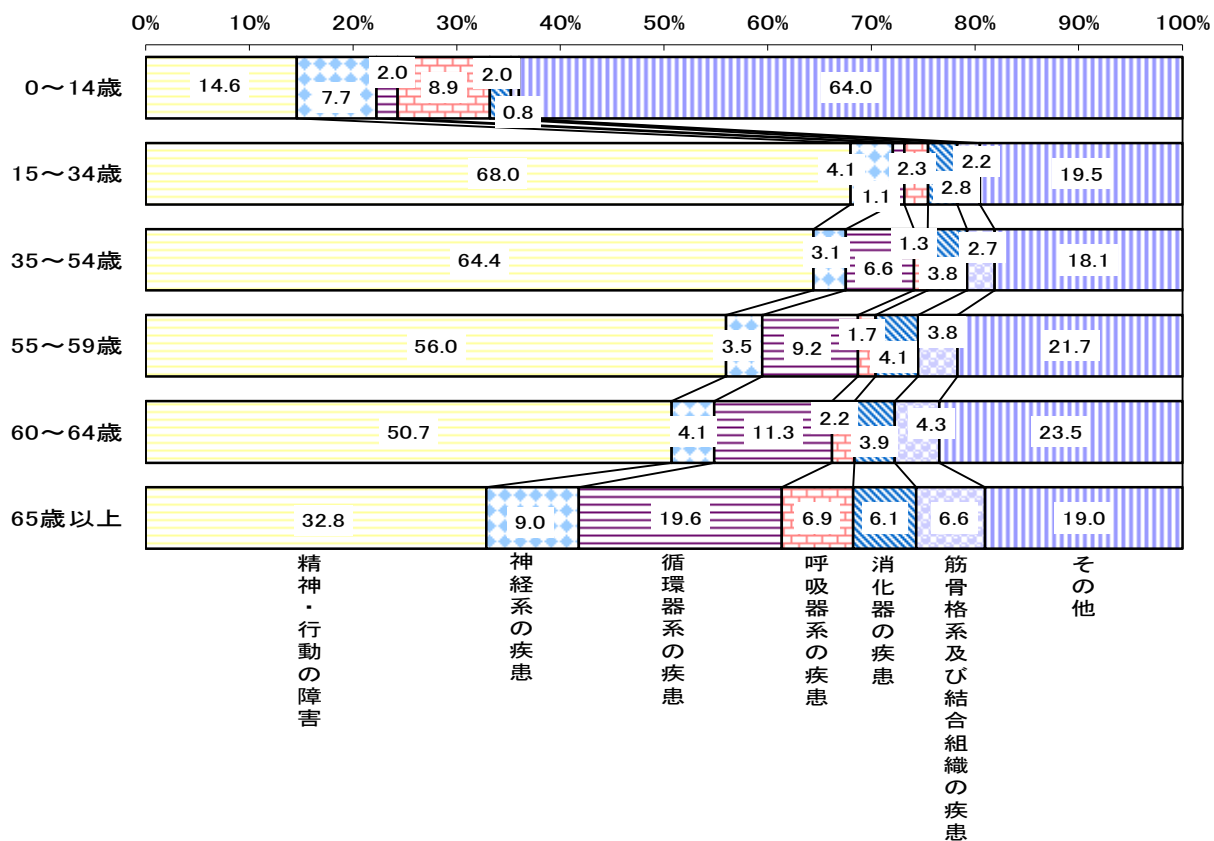 0% 10% 20% 30% 40% 50% 60% 70% 80% 90% 100%
0～14歳 14.6 7.7 2.0 8.9 2.0 0.8 64.0
15～34歳 68.0 4.1 1.1 2.3 2.8 2.2 19.5
35～54歳 64.4 3.1 6.6 1.3 3.8 2.7 18.1
55～59歳 56.0 3.5 9.2 1.7 4.1 3.8 21.7
60～64歳 50.7 4.1 11.3 2.2 3.9 4.3 23.5
65歳以上 32.8 9.0 19.6 6.9 6.1 6.6 19.0
精神・行動の障害
神経系の疾患
循環器系の疾患
呼吸器系の疾患
消化器の疾患
筋骨格系及び結合組織の疾患
その他